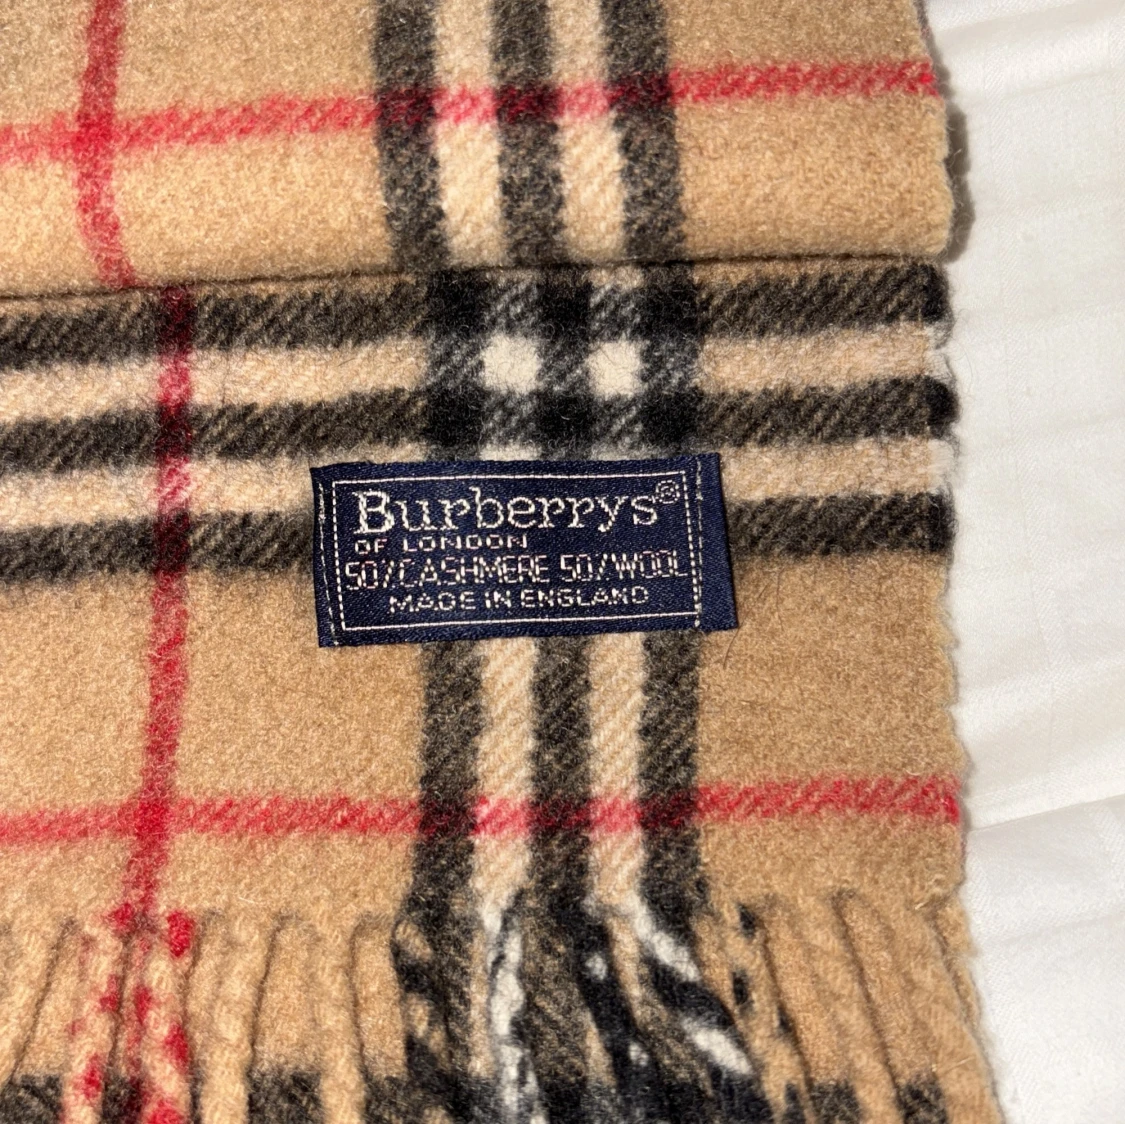 Burberrys®
OF LONDON
50%CASHMERE 50%WOOL
MADE IN ENGLAND